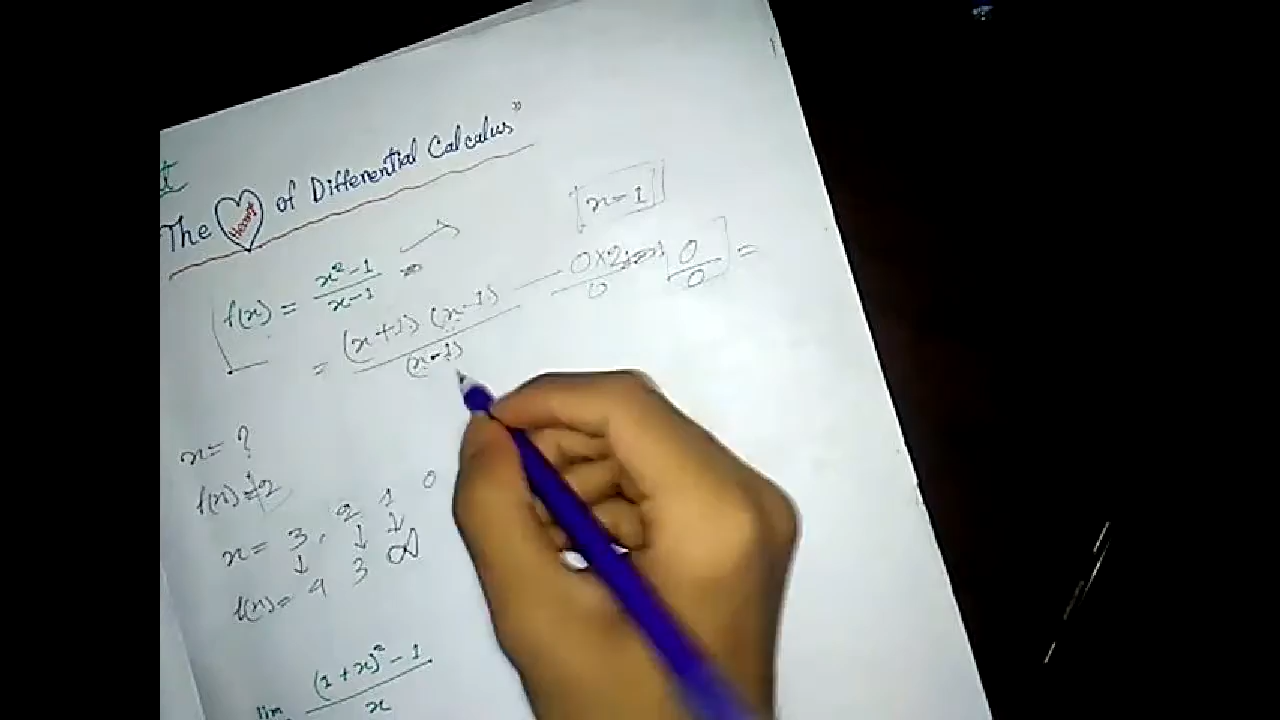 The Heart of Differential Calculus"
x = 1
f(x) = x² - 1 / x - 1
= (x+1) (x-1) / (x-1)
0×2 / 0
0 / 0 =
x = ?
f(x) ≠ 2
x = 3, 2 1 0
↓ ↓ ↓
f(x) = 4 3 ∞
lim (1+x)² - 1 / x